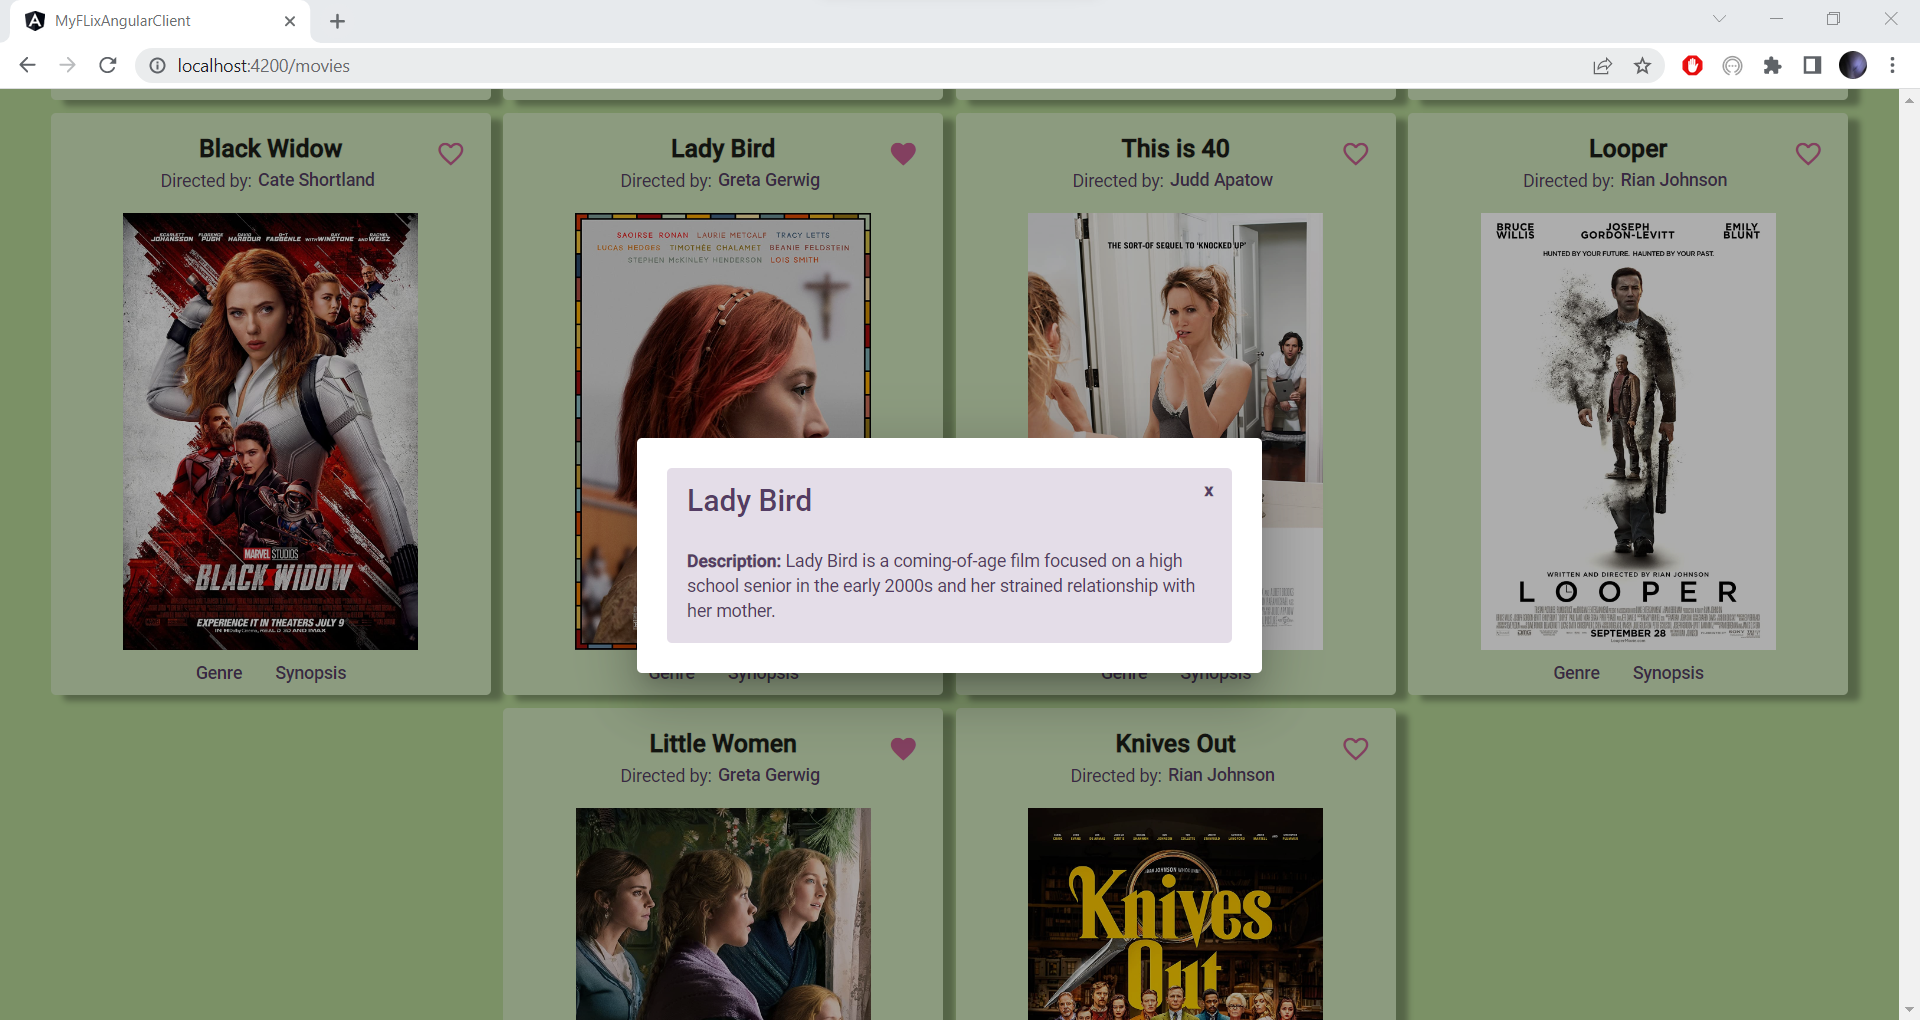 MyFLixAngularClient
localhost:4200/movies
Black Widow
Directed by: Cate Shortland
SCARLETT JOHANSSON FLORENCE PUGH DAVID HARBOUR O-T FAGBENLE WITH RAY WINSTONE AND RACHEL WEISZ
MARVEL STUDIOS
BLACK WIDOW
EXPERIENCE IT IN THEATERS JULY 9
Genre Synopsis
Lady Bird
Directed by: Greta Gerwig
SAOIRSE RONAN LAURIE METCALF TRACY LETTS
LUCAS HEDGES TIMOTHÉE CHALAMET BEANIE FELDSTEIN
STEPHEN McKINLEY HENDERSON LOIS SMITH
Genre Synopsis
This is 40
Directed by: Judd Apatow
THE SORT-OF SEQUEL TO 'KNOCKED UP'
Genre Synopsis
Looper
Directed by: Rian Johnson
BRUCE WILLIS JOSEPH GORDON-LEVITT EMILY BLUNT
HUNTED BY YOUR FUTURE. HAUNTED BY YOUR PAST.
WRITTEN AND DIRECTED BY RIAN JOHNSON
LOOPER
SEPTEMBER 28
Genre Synopsis
Lady Bird
x
Description: Lady Bird is a coming-of-age film focused on a high
school senior in the early 2000s and her strained relationship with
her mother.
Little Women
Directed by: Greta Gerwig
Knives Out
Directed by: Rian Johnson
Knives
Out